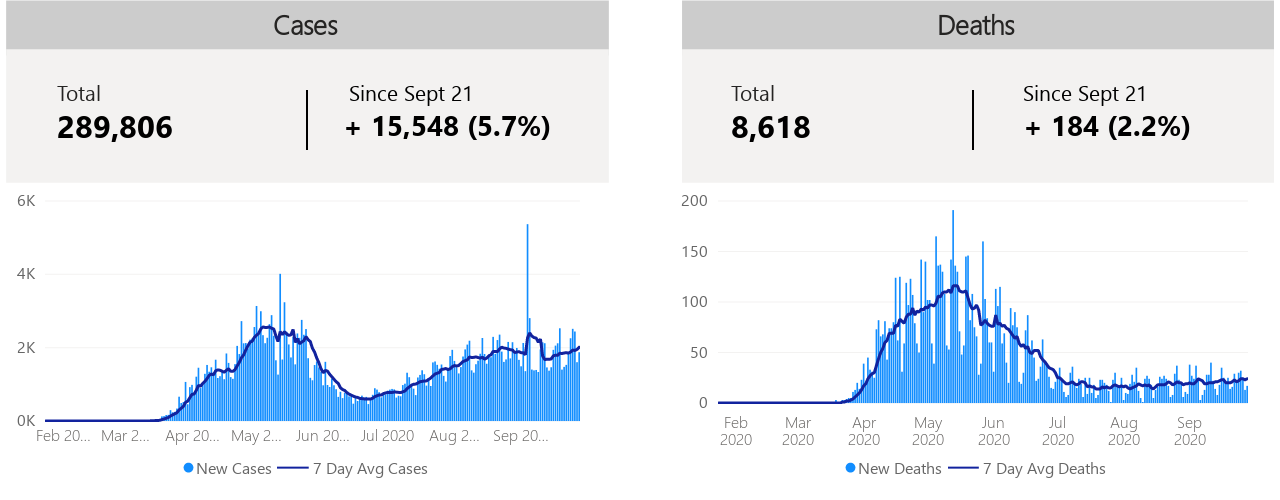 Cases
Total
289,806
Since Sept 21
+ 15,548 (5.7%)
6K
4K
2K
0K
Feb 20... Mar 2... Apr 20... May 2... Jun 20... Jul 2020 Aug 2... Sep 20...
New Cases 7 Day Avg Cases
Deaths
Total
8,618
Since Sept 21
+ 184 (2.2%)
200
150
100
50
0
Feb Mar Apr May Jun Jul Aug Sep
2020 2020 2020 2020 2020 2020 2020 2020
New Deaths 7 Day Avg Deaths